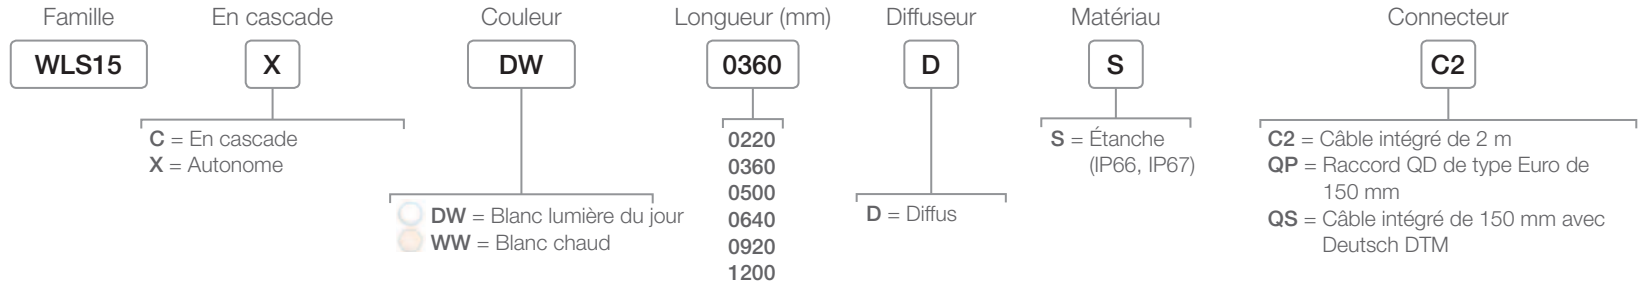 Famille En cascade Couleur Longueur (mm) Diffuseur Matériau Connecteur
WLS15 X DW 0360 D S C2
C = En cascade
X = Autonome
DW = Blanc lumière du jour
WW = Blanc chaud
0220
0360
0500
0640
0920
1200
D = Diffus
S = Étanche
(IP66, IP67)
C2 = Câble intégré de 2 m
QP = Raccord QD de type Euro de
150 mm
QS = Câble intégré de 150 mm avec
Deutsch DTM